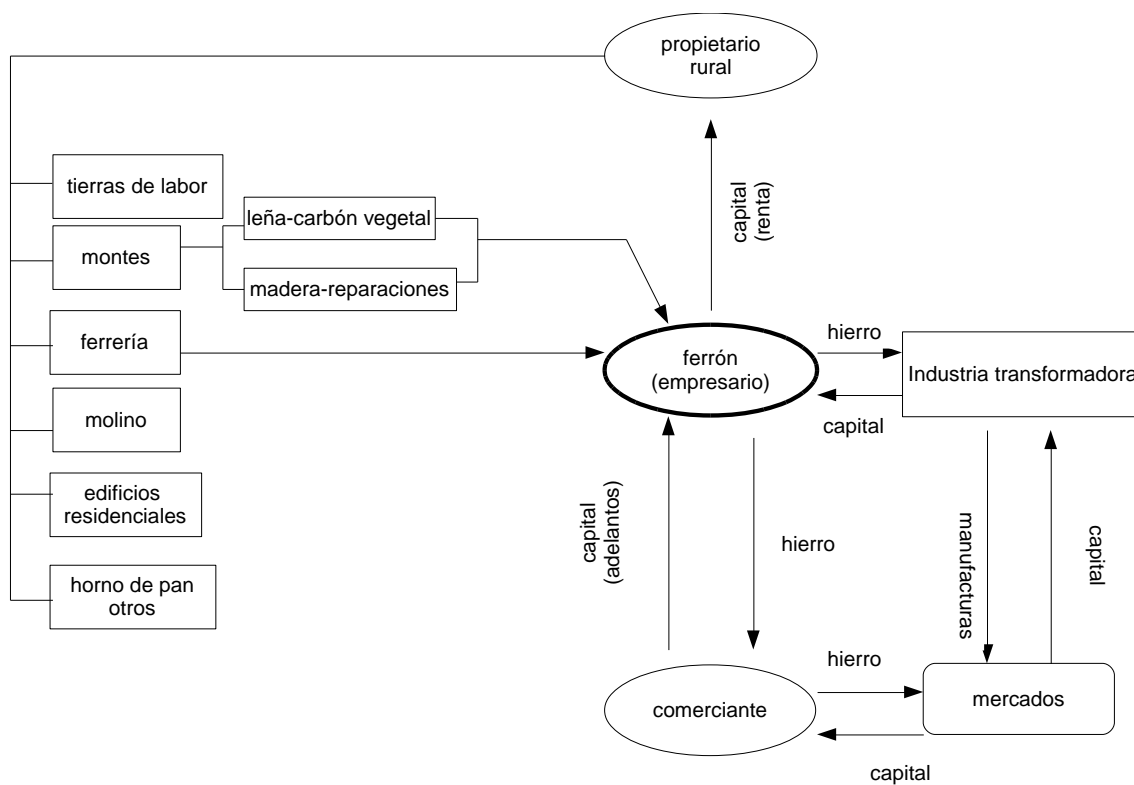 propietario
rural
tierras de labor
leña-carbón vegetal
montes
madera-reparaciones
capital
(renta)
ferrería
ferrón
(empresario)
hierro
Industria transformadora
capital
molino
edificios
residenciales
capital
(adelantos)
hierro
manufacturas
capital
horno de pan
otros
comerciante
hierro
mercados
capital